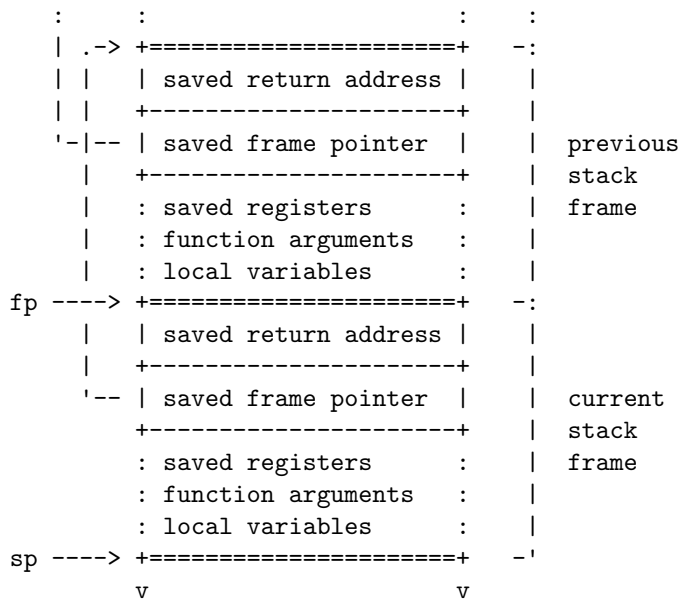 saved return address
saved frame pointer previous
stack
saved registers frame
function arguments
local variables
fp
saved return address
saved frame pointer current
stack
saved registers frame
function arguments
local variables
sp
v v